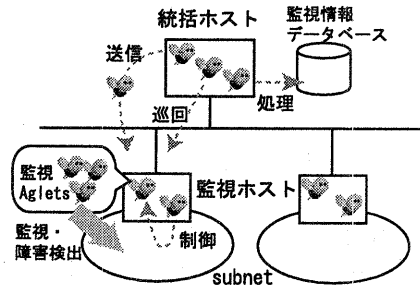 統括ホスト
監視情報
データベース
送信
巡回
処理
監視
Aglets
監視ホスト
監視・
障害検出
制御
subnet